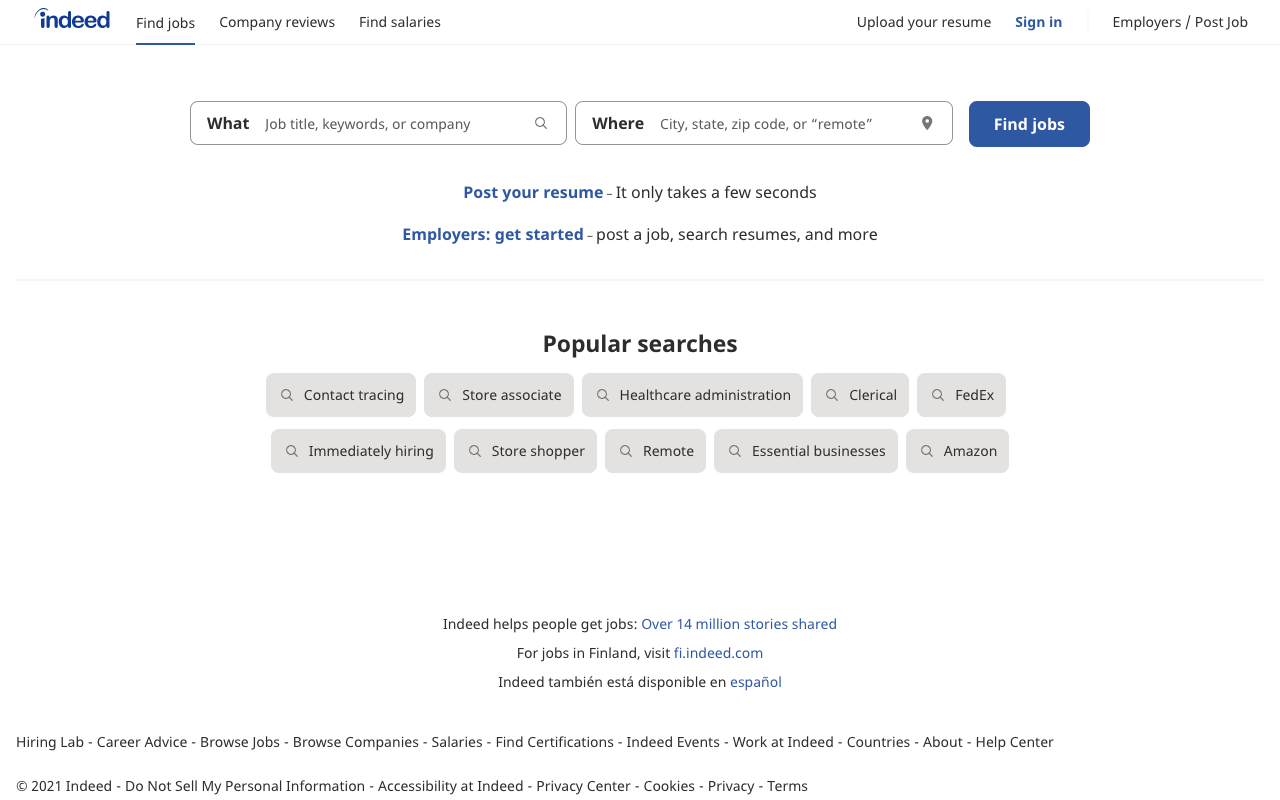 indeed Find jobs Company reviews Find salaries Upload your resume Sign in Employers / Post Job
What Job title, keywords, or company Where City, state, zip code, or “remote” Find jobs
Post your resume – It only takes a few seconds
Employers: get started – post a job, search resumes, and more
Popular searches
Contact tracing Store associate Healthcare administration Clerical FedEx
Immediately hiring Store shopper Remote Essential businesses Amazon
Indeed helps people get jobs: Over 14 million stories shared
For jobs in Finland, visit fi.indeed.com
Indeed también está disponible en español
Hiring Lab - Career Advice - Browse Jobs - Browse Companies - Salaries - Find Certifications - Indeed Events - Work at Indeed - Countries - About - Help Center
© 2021 Indeed - Do Not Sell My Personal Information - Accessibility at Indeed - Privacy Center - Cookies - Privacy - Terms